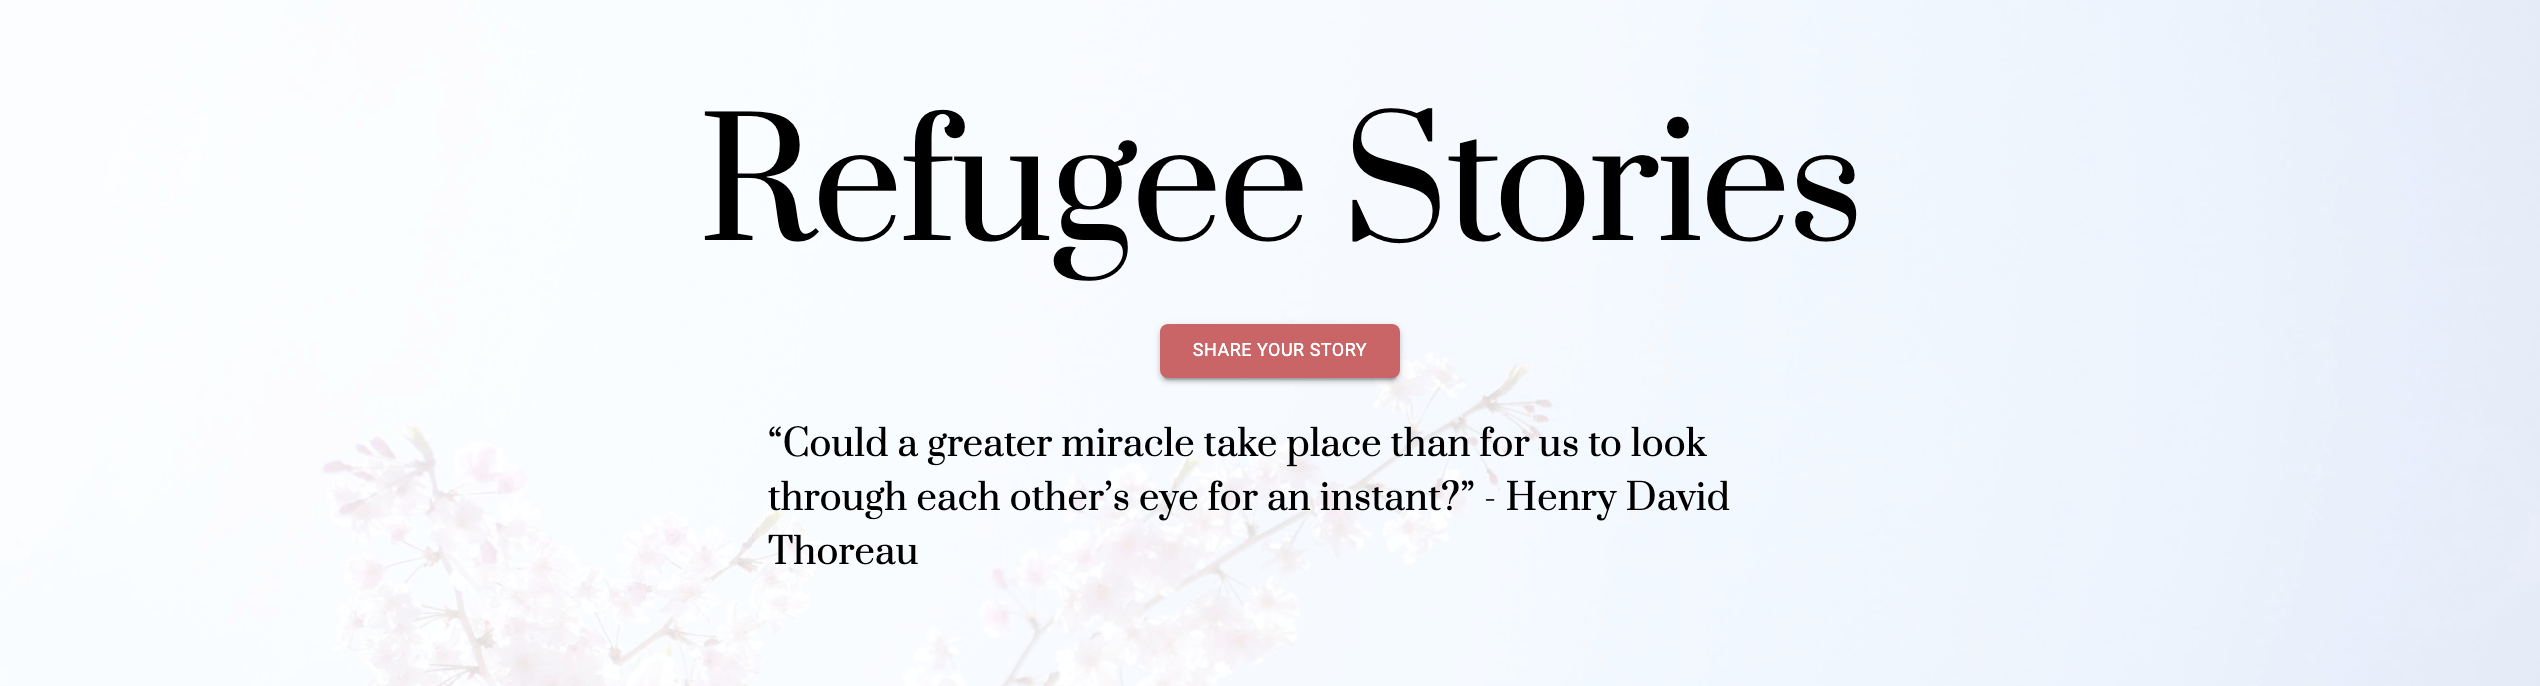 Refugee Stories
SHARE YOUR STORY
“Could a greater miracle take place than for us to look
through each other’s eye for an instant?” - Henry David
Thoreau